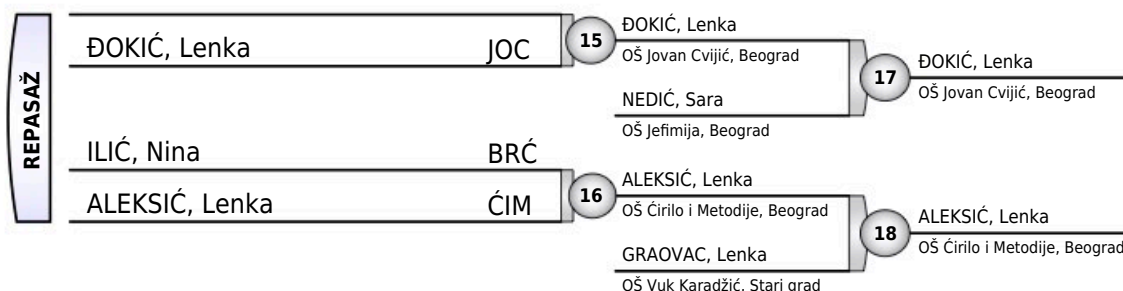 REPASAŽ
ĐOKIĆ, Lenka JOC
ILIĆ, Nina BRĆ
ALEKSIĆ, Lenka ĆIM
15
ĐOKIĆ, Lenka
OŠ Jovan Cvijić, Beograd
NEDIĆ, Sara
OŠ Jefimija, Beograd
16
ALEKSIĆ, Lenka
OŠ Ćirilo i Metodije, Beograd
GRAOVAC, Lenka
OŠ Vuk Karadžić, Stari grad
17
ĐOKIĆ, Lenka
OŠ Jovan Cvijić, Beograd
18
ALEKSIĆ, Lenka
OŠ Ćirilo i Metodije, Beograd